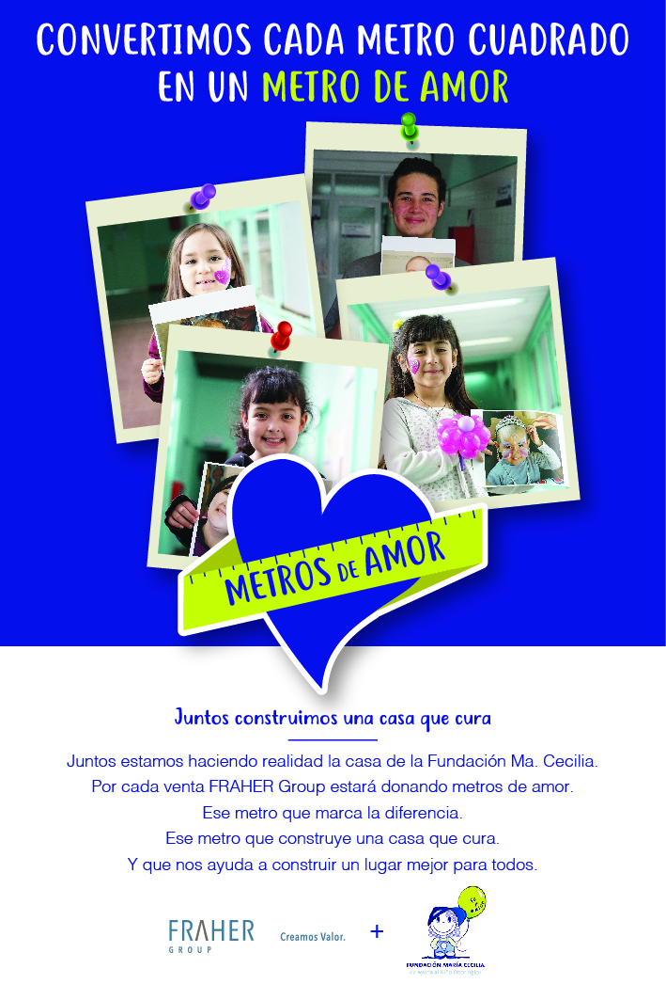 CONVERTIMOS CADA METRO CUADRADO
EN UN METRO DE AMOR
METROS DE AMOR
Juntos construimos una casa que cura
Juntos estamos haciendo realidad la casa de la Fundación Ma. Cecilia.
Por cada venta FRAHER Group estará donando metros de amor.
Ese metro que marca la diferencia.
Ese metro que construye una casa que cura.
Y que nos ayuda a construir un lugar mejor para todos.
FRAHER
GROUP
Creamos Valor.
+
FUNDACIÓN MARÍA CECILIA